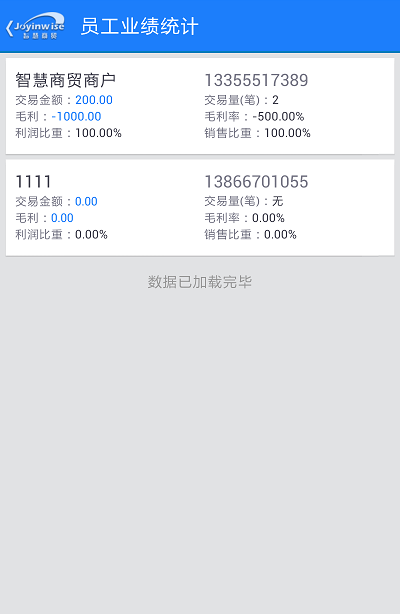 Joyinwise
智慧商贸
员工业绩统计
智慧商贸商户 13355517389
交易金额：200.00 交易量(笔)：2
毛利：-1000.00 毛利率：-500.00%
利润比重：100.00% 销售比重：100.00%
1111 13866701055
交易金额：0.00 交易量(笔)：无
毛利：0.00 毛利率：0.00%
利润比重：0.00% 销售比重：0.00%
数据已加载完毕